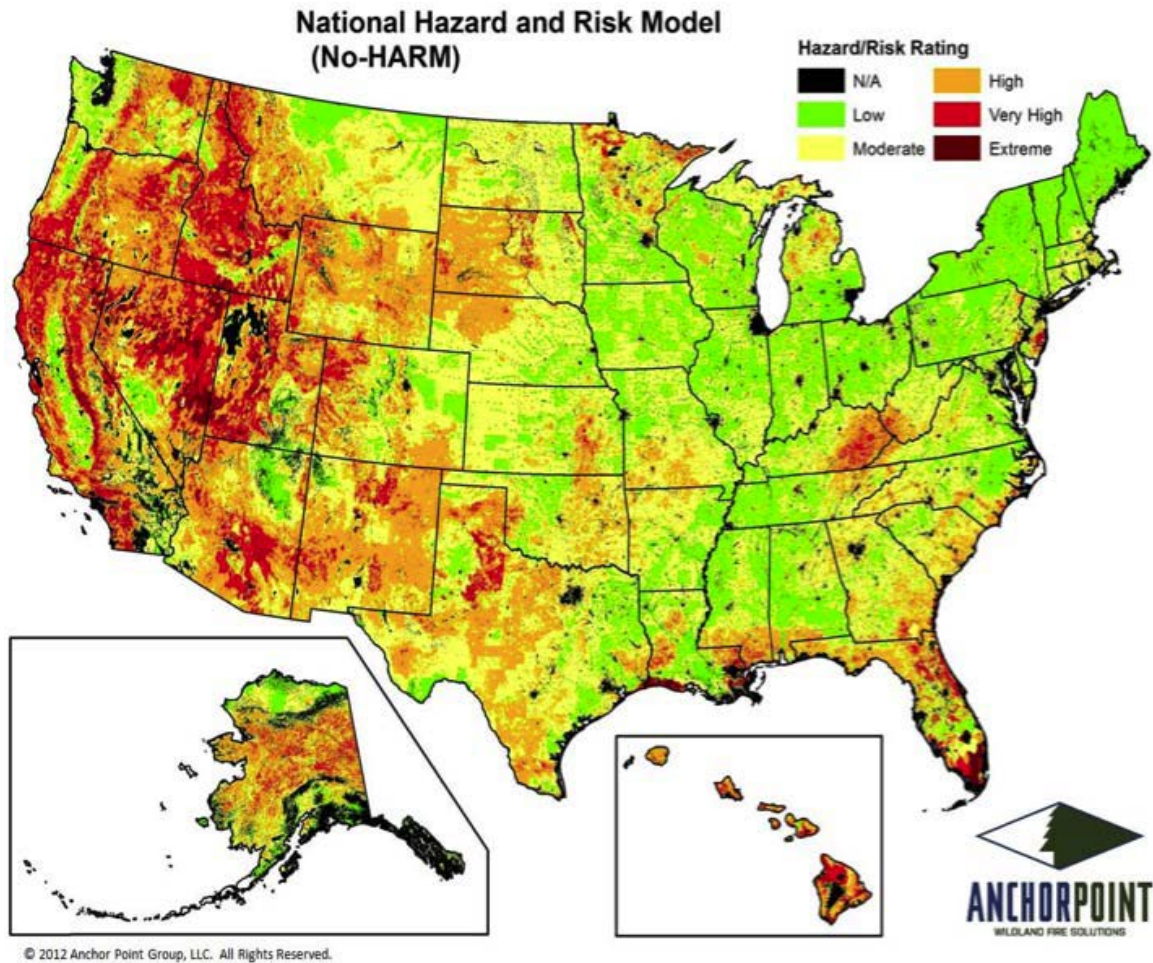 National Hazard and Risk Model
(No-HARM)
Hazard/Risk Rating
N/A
High
Low
Very High
Moderate
Extreme
ANCHORPOINT
WILDLAND FIRE SOLUTIONS
© 2012 Anchor Point Group, LLC. All Rights Reserved.